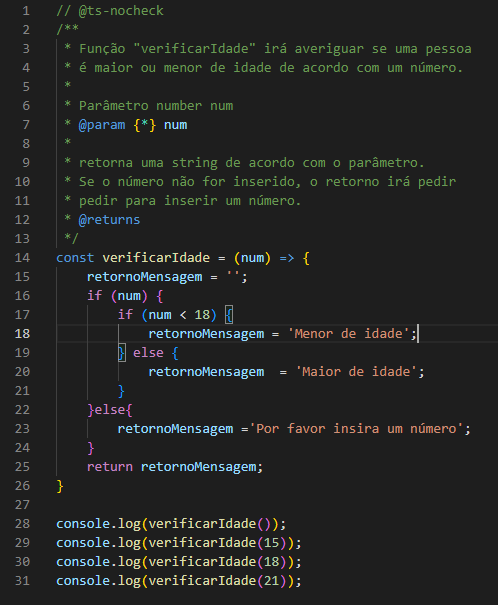 1 // @ts-nocheck
2 /**
3  * Função "verificarIdade" irá averiguar se uma pessoa
4  * é maior ou menor de idade de acordo com um número.
5  *
6  * Parâmetro number num
7  * @param {*} num
8  *
9  * retorna uma string de acordo com o parâmetro.
10  * Se o número não for inserido, o retorno irá pedir
11  * pedir para inserir um número.
12  * @returns
13  */
14 const verificarIdade = (num) => {
15     retornoMensagem = '';
16     if (num) {
17         if (num < 18) {
18             retornoMensagem = 'Menor de idade';
19         } else {
20             retornoMensagem  = 'Maior de idade';
21         }
22     }else{
23         retornoMensagem ='Por favor insira um número';
24     }
25     return retornoMensagem;
26 }
27
28 console.log(verificarIdade());
29 console.log(verificarIdade(15));
30 console.log(verificarIdade(18));
31 console.log(verificarIdade(21));